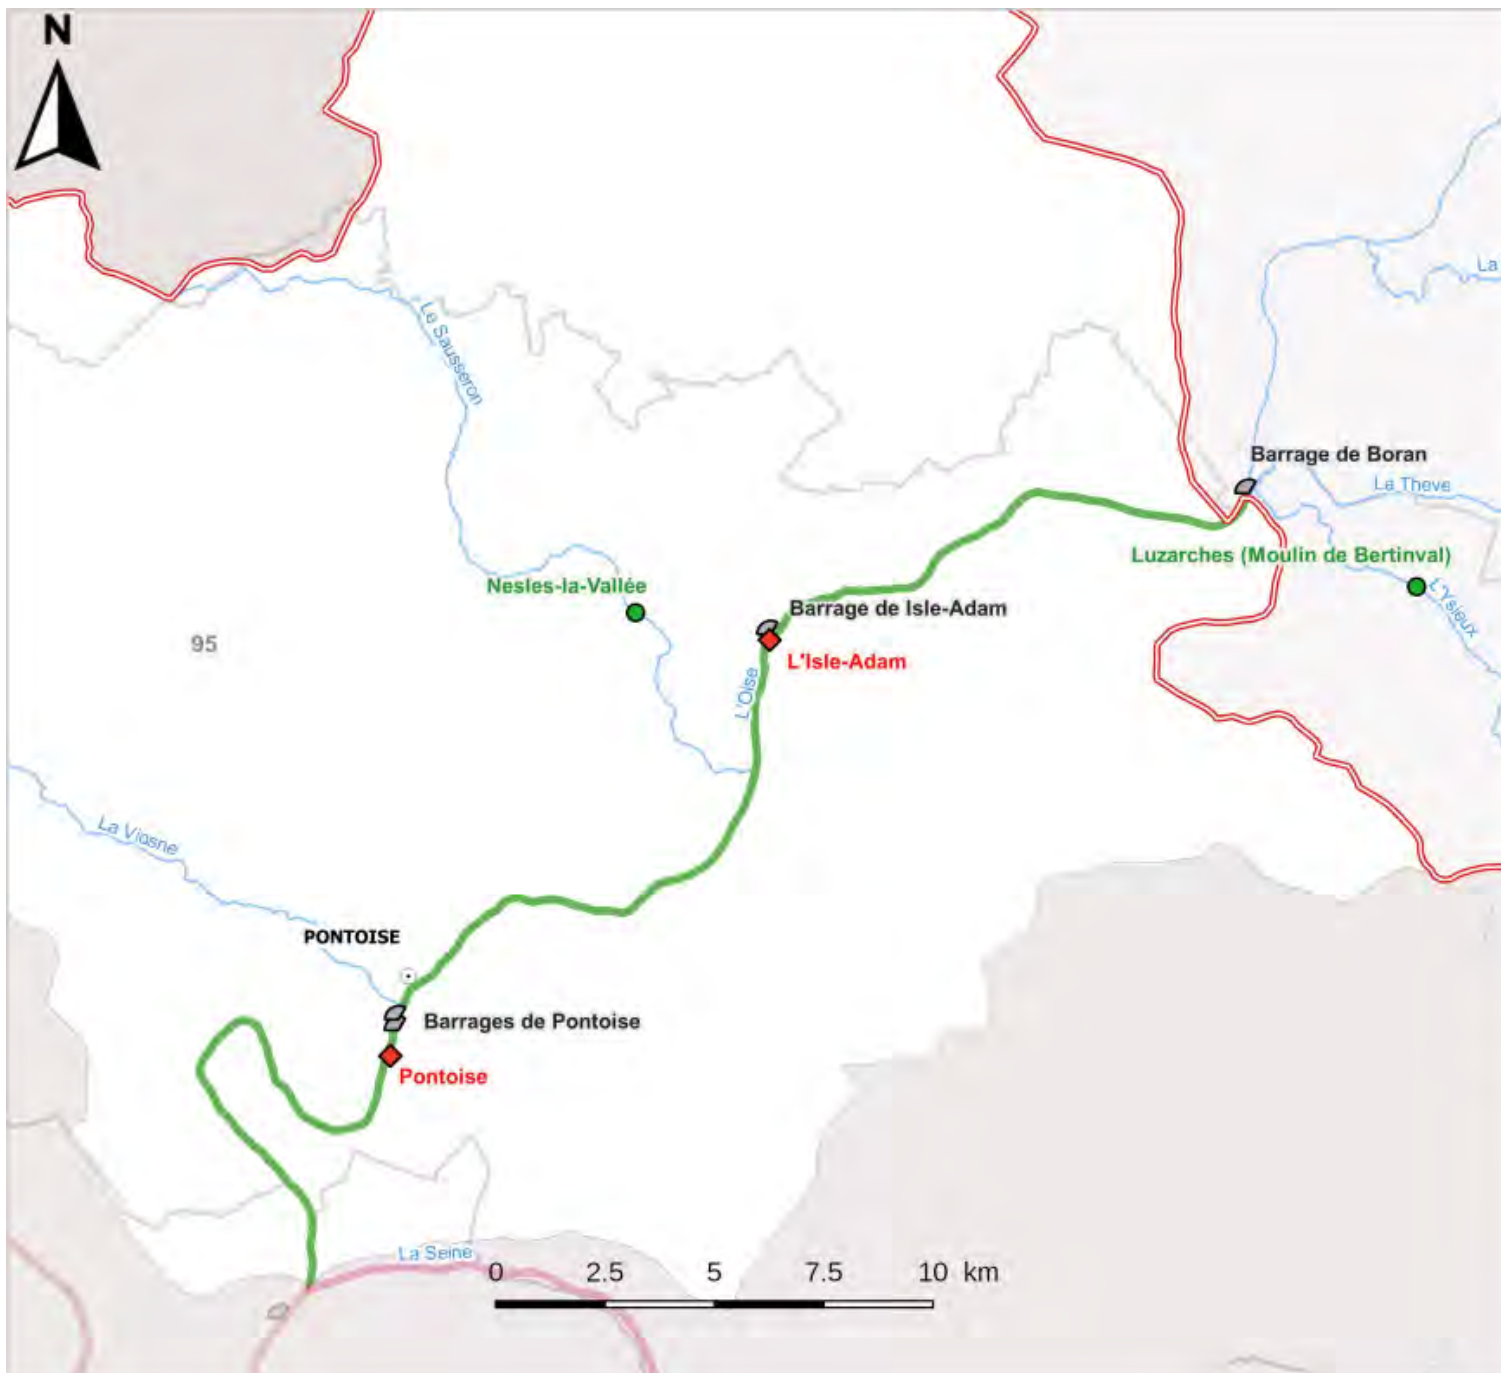 N
La
Le Sausseron
Barrage de Boran
La Theve
Luzarches (Moulin de Bertinval)
Nesles-la-Vallée
L'Ysieux
Barrage de Isle-Adam
95
L'Isle-Adam
L'Oise
La Viosne
PONTOISE
Barrages de Pontoise
Pontoise
La Seine
0 2.5 5 7.5 10 km